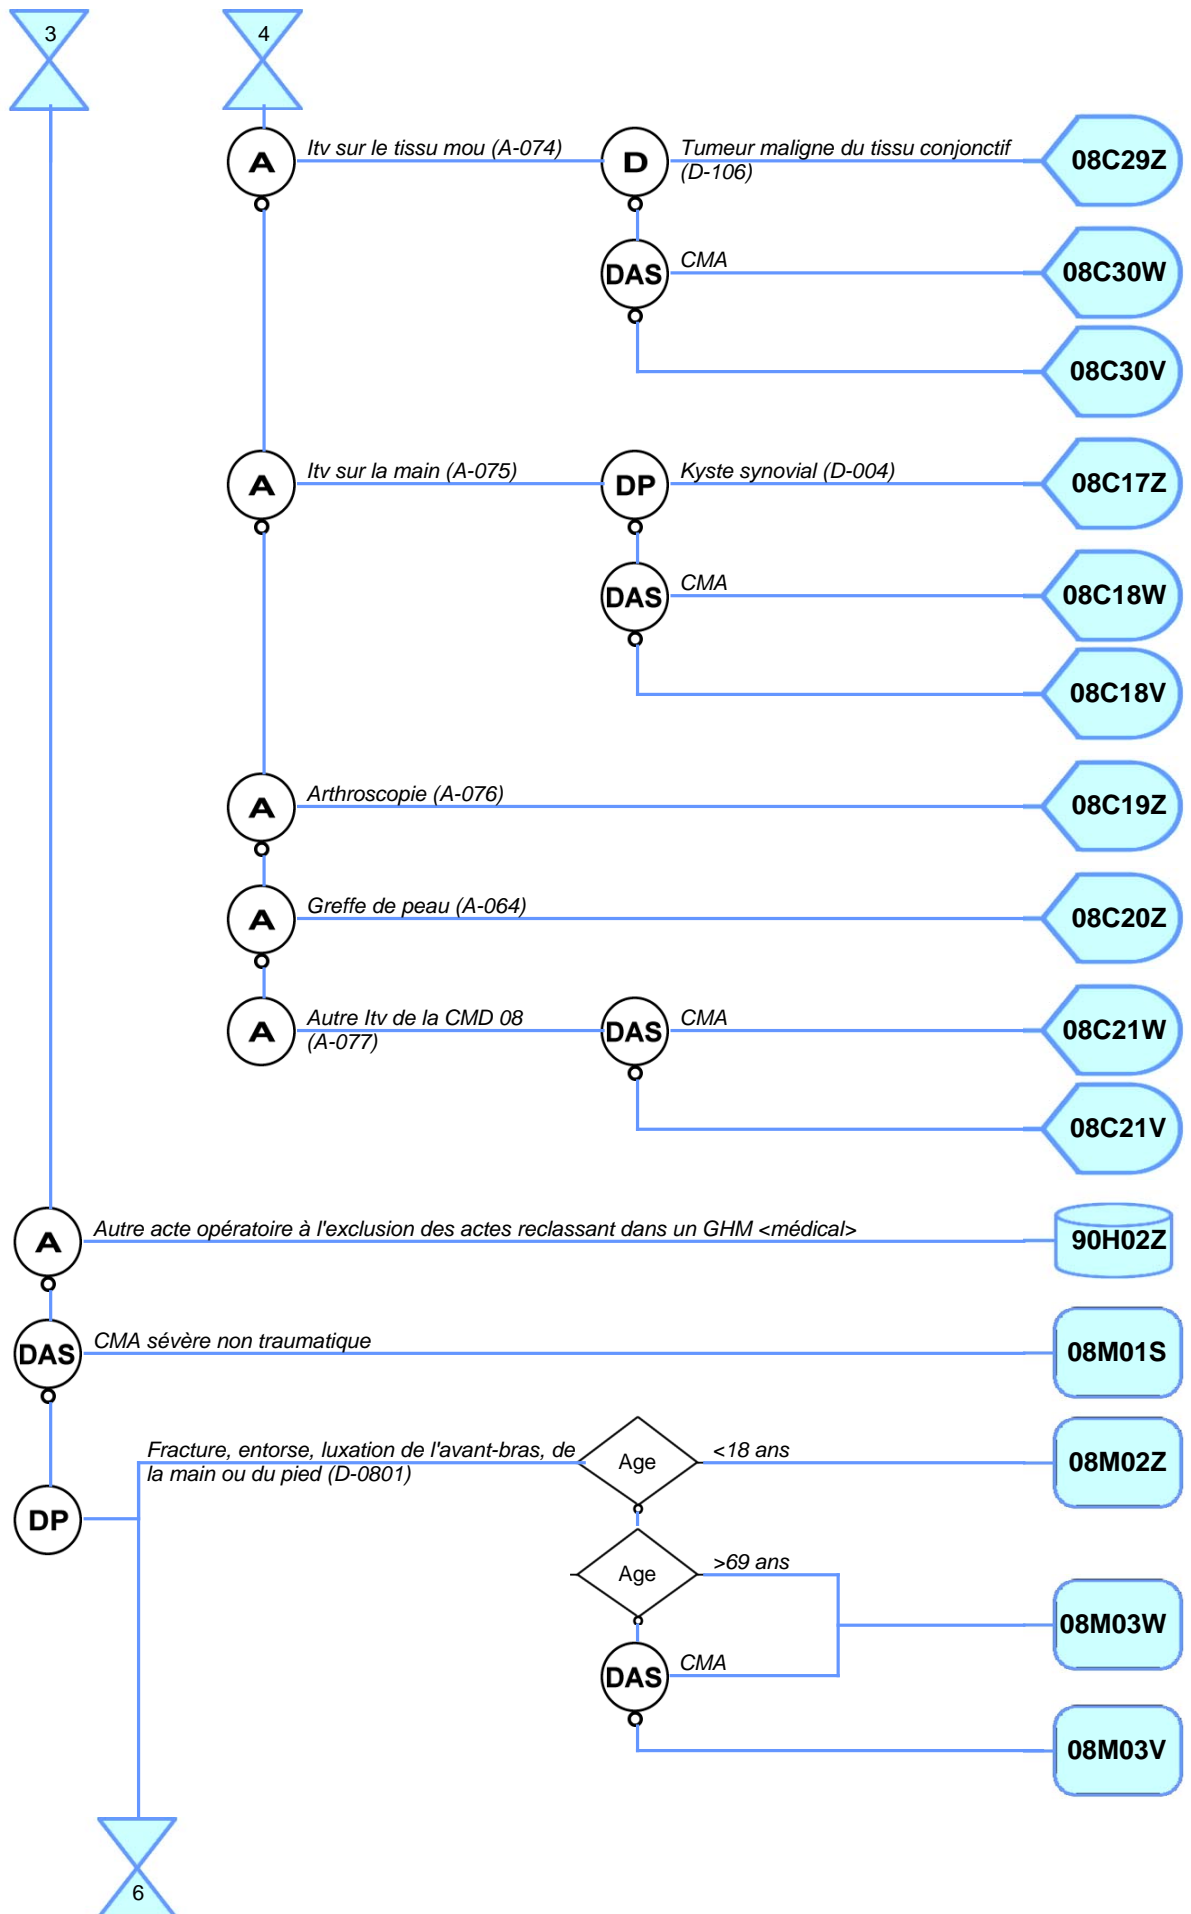 3
4
A
Itv sur le tissu mou (A-074)
D
Tumeur maligne du tissu conjonctif
(D-106)
08C29Z
DAS
CMA
08C30W
08C30V
A
Itv sur la main (A-075)
DP
Kyste synovial (D-004)
08C17Z
DAS
CMA
08C18W
08C18V
A
Arthroscopie (A-076)
08C19Z
A
Greffe de peau (A-064)
08C20Z
A
Autre Itv de la CMD 08
(A-077)
DAS
CMA
08C21W
08C21V
A
Autre acte opératoire à l'exclusion des actes reclassant dans un GHM <médical>
90H02Z
DAS
CMA sévère non traumatique
08M01S
DP
Fracture, entorse, luxation de l'avant-bras, de
la main ou du pied (D-0801)
Age
<18 ans
08M02Z
Age
>69 ans
08M03W
DAS
CMA
08M03V
6